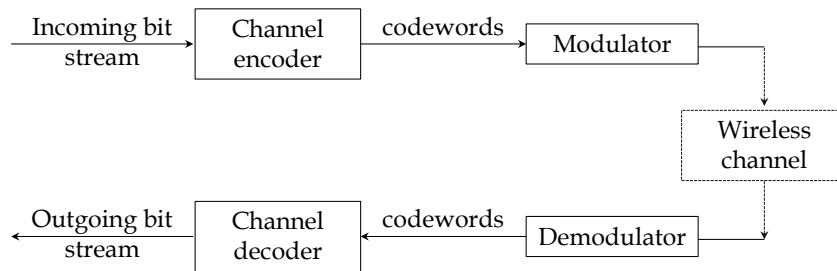 Incoming bit
stream
Channel
encoder
codewords
Modulator
Wireless
channel
Outgoing bit
stream
Channel
decoder
codewords
Demodulator